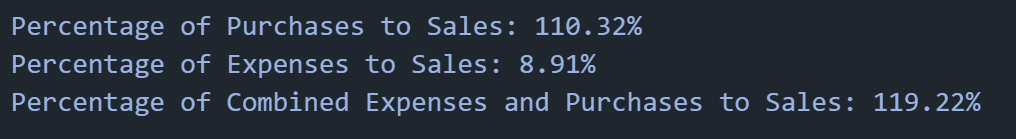 Percentage of Purchases to Sales: 110.32%
Percentage of Expenses to Sales: 8.91%
Percentage of Combined Expenses and Purchases to Sales: 119.22%